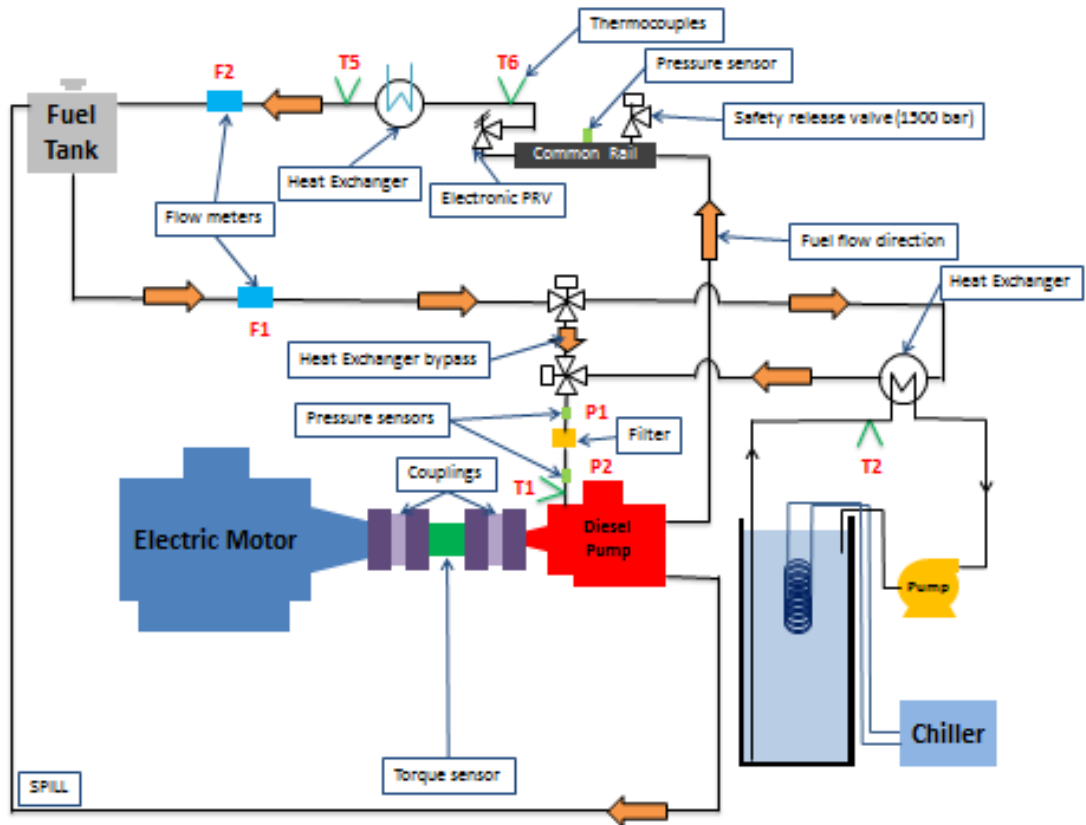 Thermocouples
T5
T6
F2
Pressure sensor
Fuel
Tank
Safety release valve (1300 bar)
Common Rail
Heat Exchanger
Electronic PRV
Flow meters
Fuel flow direction
Heat Exchanger
F1
Heat Exchanger bypass
Pressure sensors
P1
Filter
T2
Couplings
P2
T1
Electric Motor
Diesel
Pump
Pump
Chiller
Torque sensor
SPILL